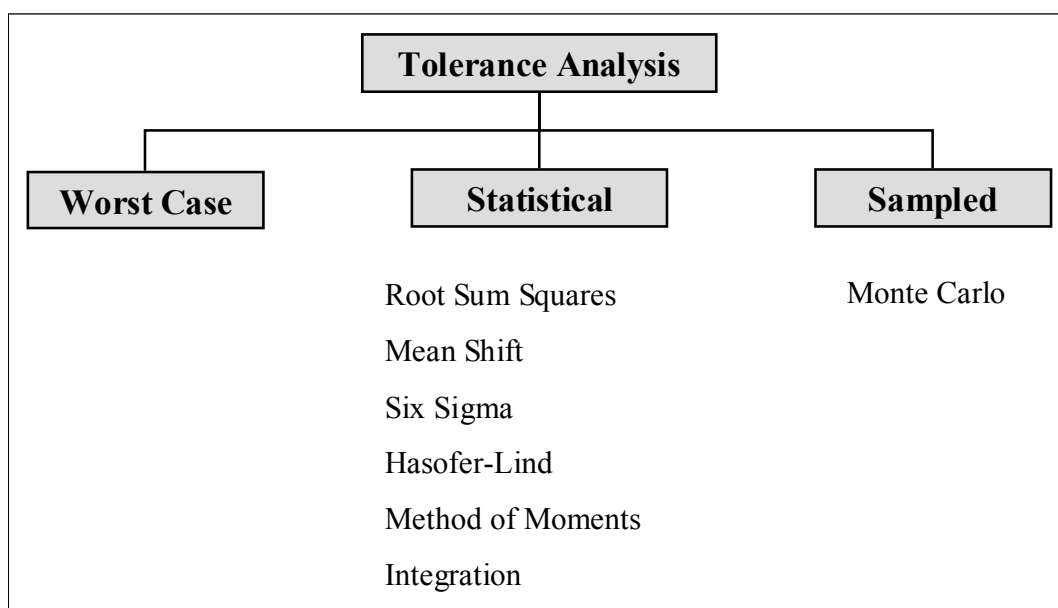 Tolerance Analysis
Worst Case
Statistical
Sampled
Root Sum Squares
Monte Carlo
Mean Shift
Six Sigma
Hasofer-Lind
Method of Moments
Integration